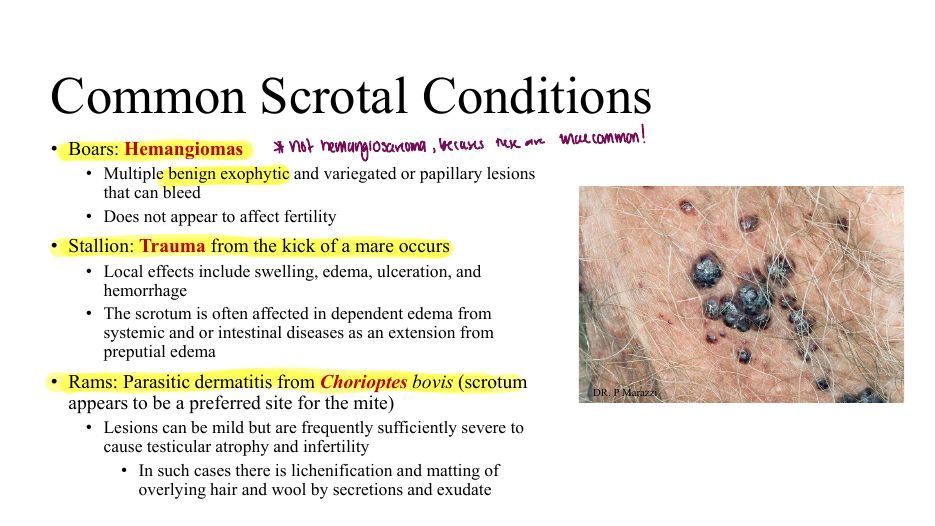 Common Scrotal Conditions
• Boars: Hemangiomas
* not hemangiosarcoma, because these are more common!
• Multiple benign exophytic and variegated or papillary lesions
that can bleed
• Does not appear to affect fertility
• Stallion: Trauma from the kick of a mare occurs
• Local effects include swelling, edema, ulceration, and
hemorrhage
• The scrotum is often affected in dependent edema from
systemic and or intestinal diseases as an extension from
preputial edema
• Rams: Parasitic dermatitis from Chorioptes bovis (scrotum
appears to be a preferred site for the mite)
• Lesions can be mild but are frequently sufficiently severe to
cause testicular atrophy and infertility
• In such cases there is lichenification and matting of
overlying hair and wool by secretions and exudate
DR. P Marazzi